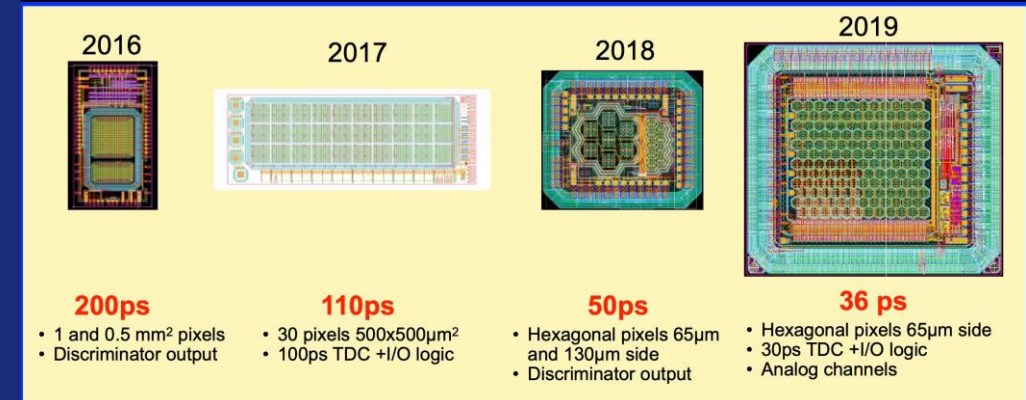 2016
2017
2018
2019
200ps
• 1 and 0.5 mm² pixels
• Discriminator output
110ps
• 30 pixels 500x500µm²
• 100ps TDC +I/O logic
50ps
• Hexagonal pixels 65µm
and 130µm side
• Discriminator output
36 ps
• Hexagonal pixels 65µm side
• 30ps TDC +I/O logic
• Analog channels